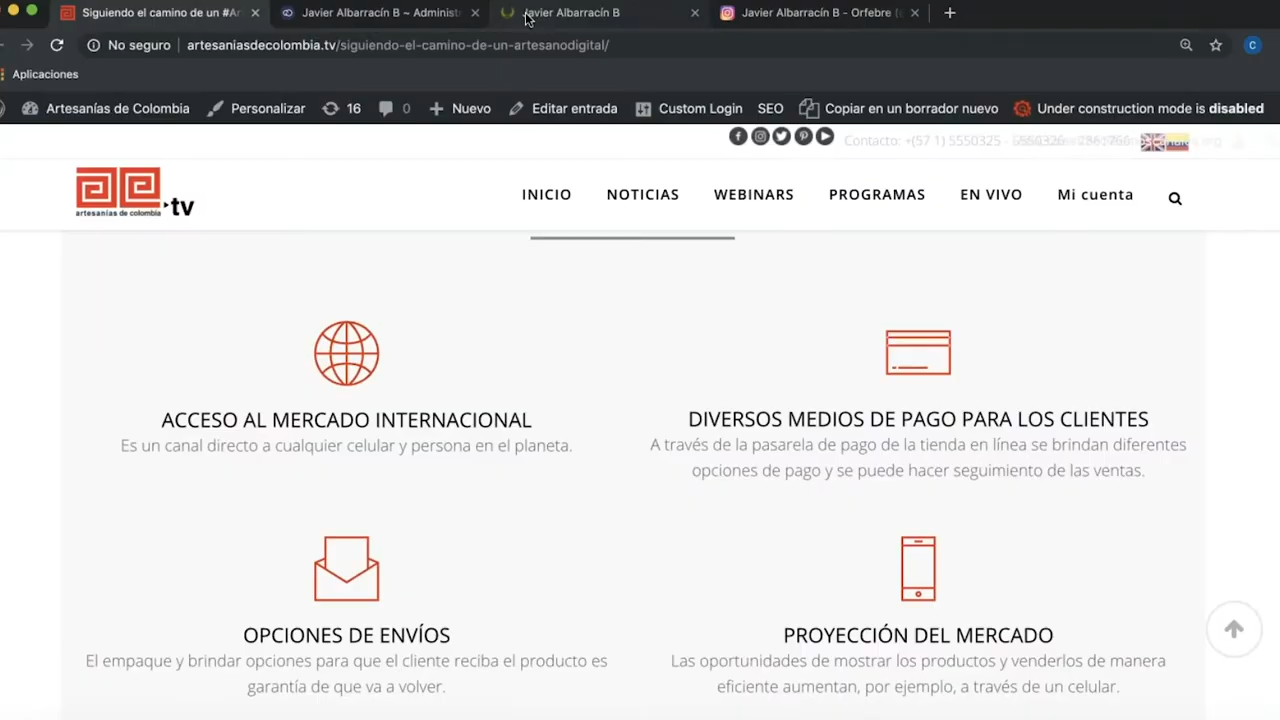 Siguiendo el camino de un #Ar
Javier Albarracín B ~ Administr
Javier Albarracín B
Javier Albarracín B - Orfebre
No seguro
artesaniasdecolombia.tv/siguiendo-el-camino-de-un-artesanodigital/
C
Aplicaciones
Artesanías de Colombia
Personalizar
16
0
Nuevo
Editar entrada
Custom Login
SEO
Copiar en un borrador nuevo
Under construction mode is disabled
Contacto: +(57 1) 5550325 -
artesanías de colombia
tv
INICIO
NOTICIAS
WEBINARS
PROGRAMAS
EN VIVO
Mi cuenta
ACCESO AL MERCADO INTERNACIONAL
Es un canal directo a cualquier celular y persona en el planeta.
DIVERSOS MEDIOS DE PAGO PARA LOS CLIENTES
A través de la pasarela de pago de la tienda en línea se brindan diferentes
opciones de pago y se puede hacer seguimiento de las ventas.
OPCIONES DE ENVÍOS
El empaque y brindar opciones para que el cliente reciba el producto es
garantía de que va a volver.
PROYECCIÓN DEL MERCADO
Las oportunidades de mostrar los productos y venderlos de manera
eficiente aumentan, por ejemplo, a través de un celular.